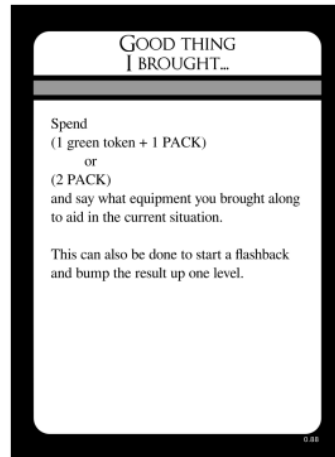 GOOD THING
I BROUGHT...
Spend
(1 green token + 1 PACK)
or
(2 PACK)
and say what equipment you brought along
to aid in the current situation.
This can also be done to start a flashback
and bump the result up one level.
0.88